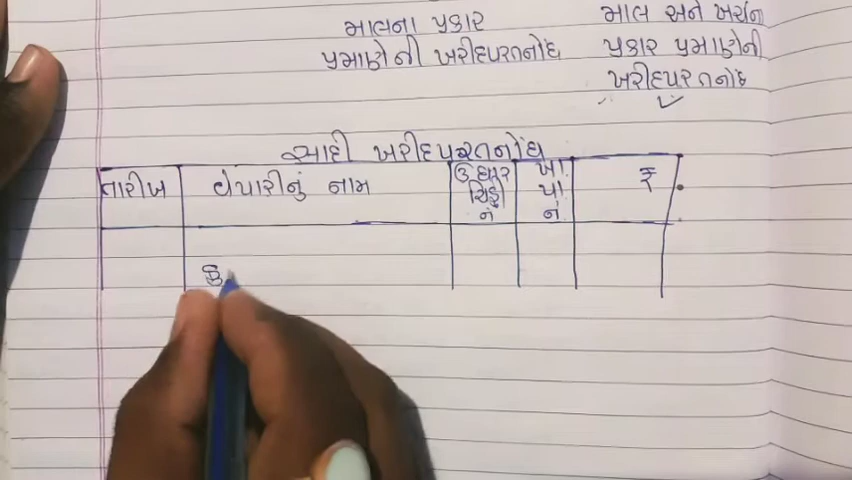 માલના પ્રકાર
પ્રમાણેની ખરીદપરતનોંધ
માલ અને ખર્ચના
પ્રકાર પ્રમાણેની
ખરીદપરતનોંધ
સાદી ખરીદપરતનોંધ
તારીખ
વેપારીનું નામ
ઉધાર
ચિઠ્ઠી
નં
ખા
પા
નં
₹